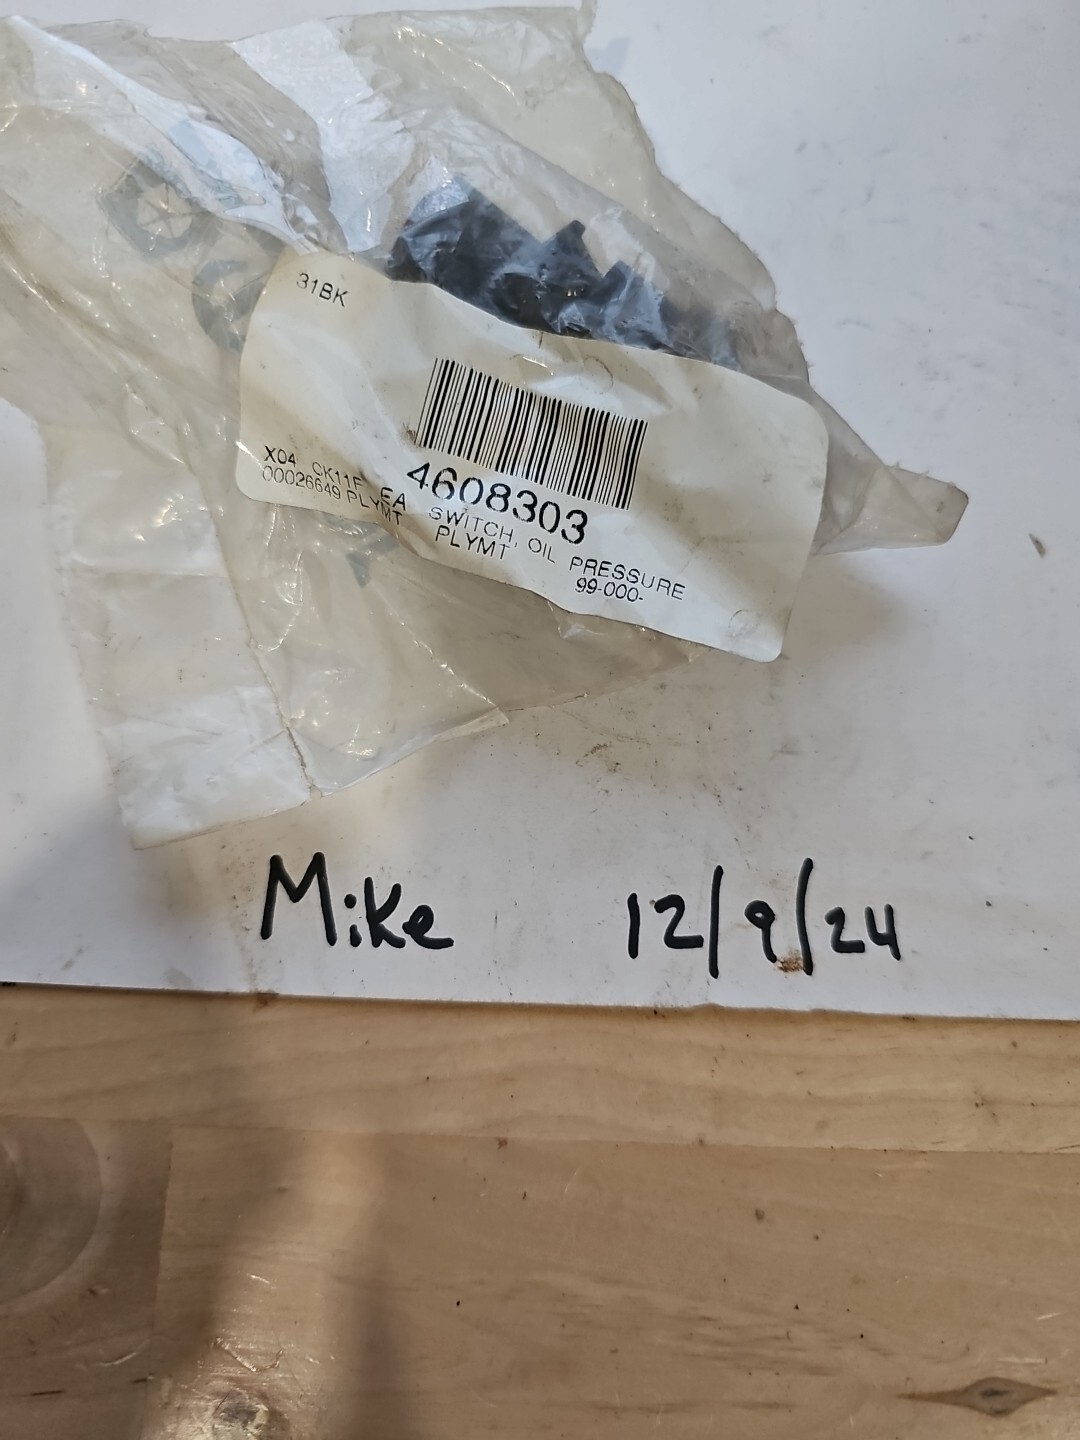 31BK
4608303
X04 CK11F EA SWITCH, OIL PRESSURE
00026649 PLYMT PLYMT 99-000-
Mike 12/9/24